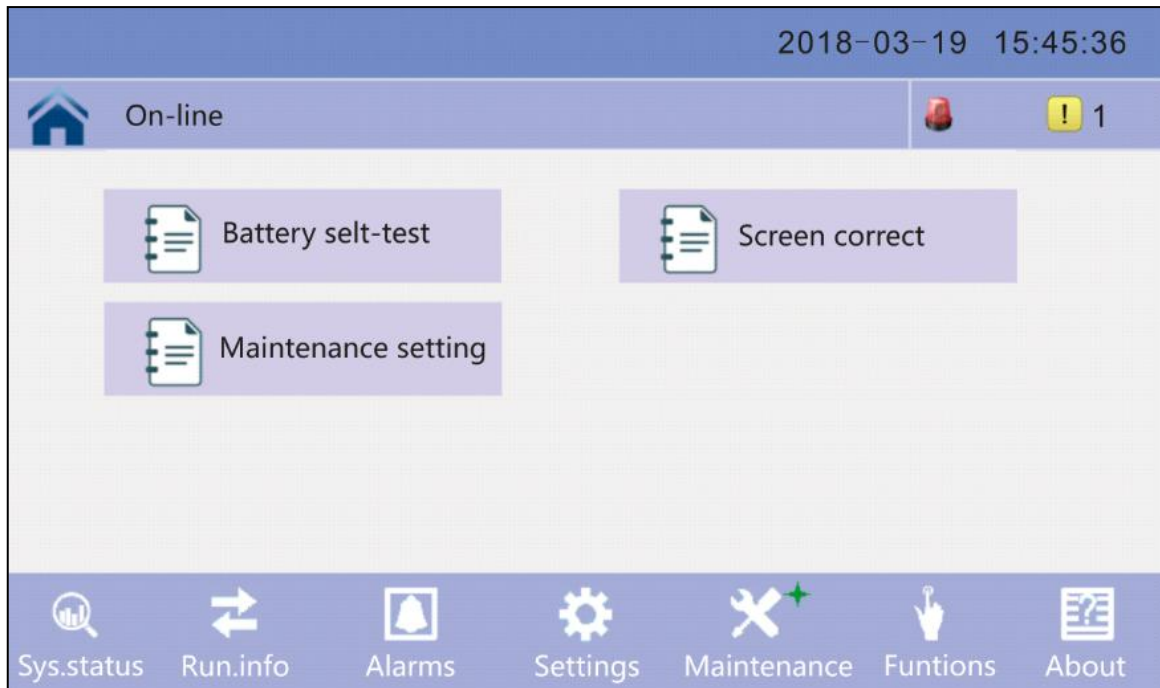 2018-03-19 15:45:36
On-line
! 1
Battery selt-test
Screen correct
Maintenance setting
?
Sys.status Run.info Alarms Settings Maintenance Funtions About